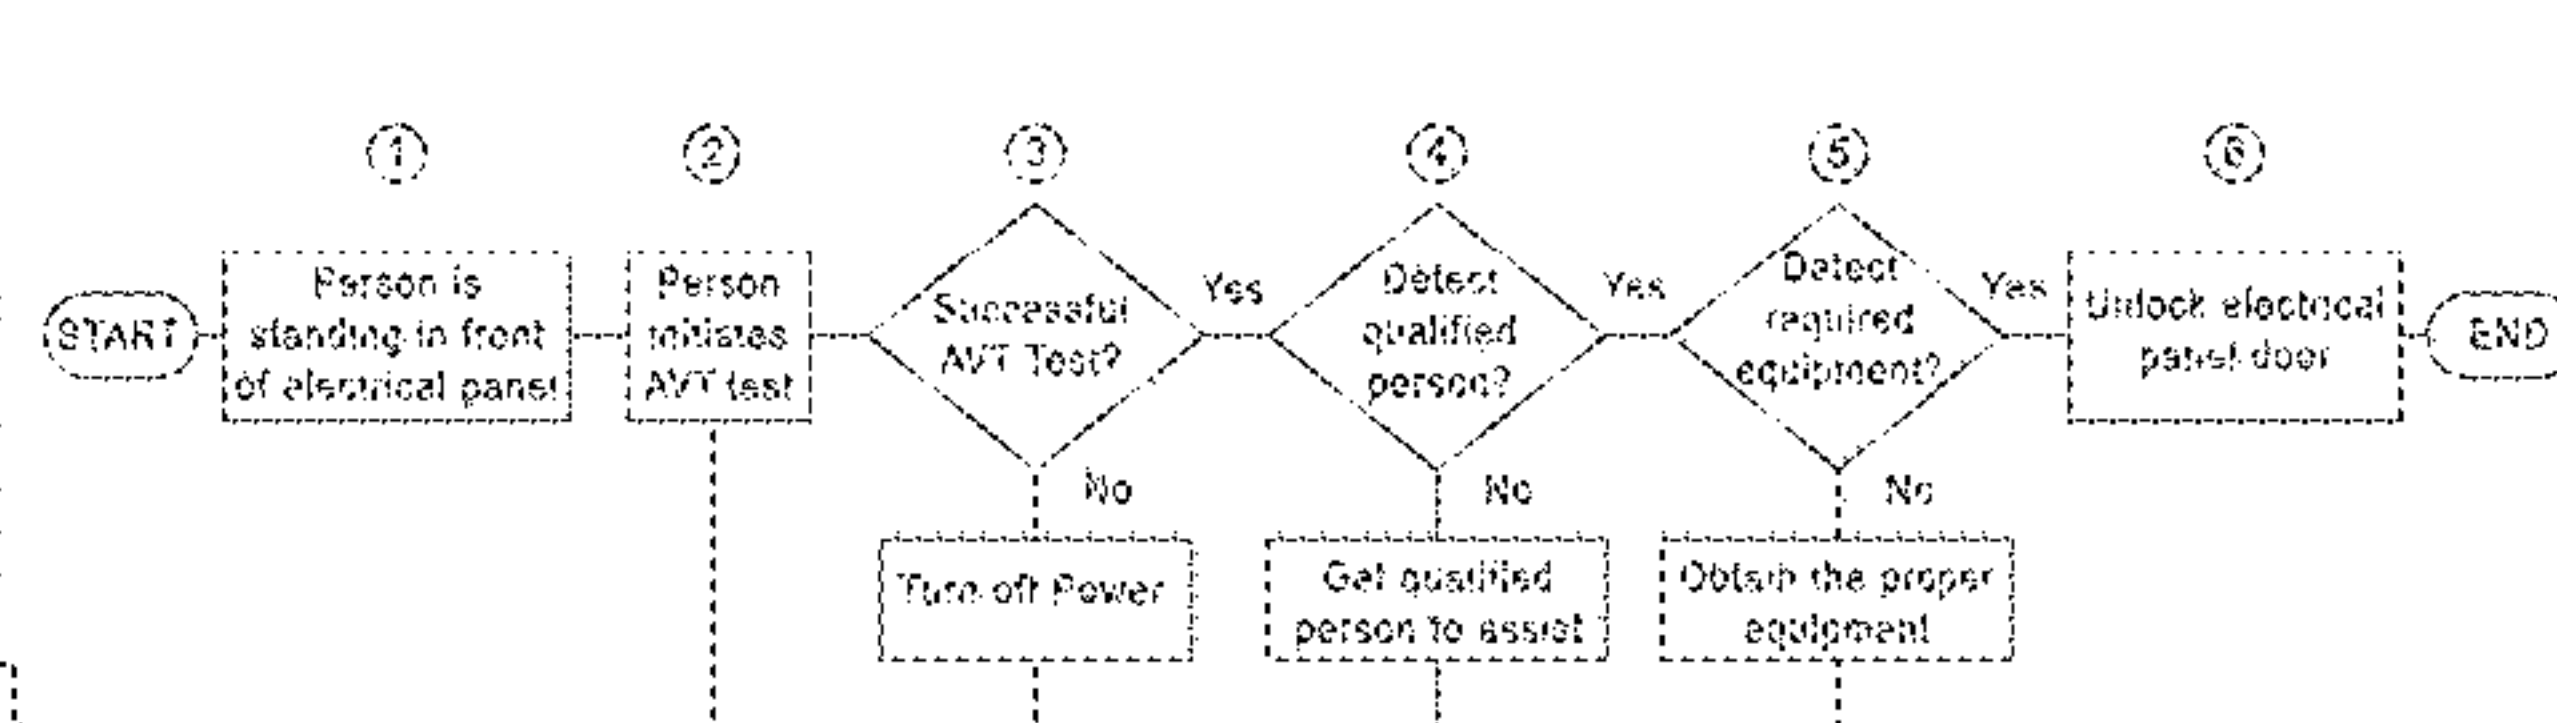 1
2
3
4
5
6
START
Person is
standing in front
of electrical panel
Person
initiates
AVT test
Successful
AVT Test?
Yes
Detect
qualified
person?
Yes
Detect
required
equipment?
Yes
Unlock electrical
panel door
END
No
No
No
Turn off Power
Get qualified
person to assist
Obtain the proper
equipment